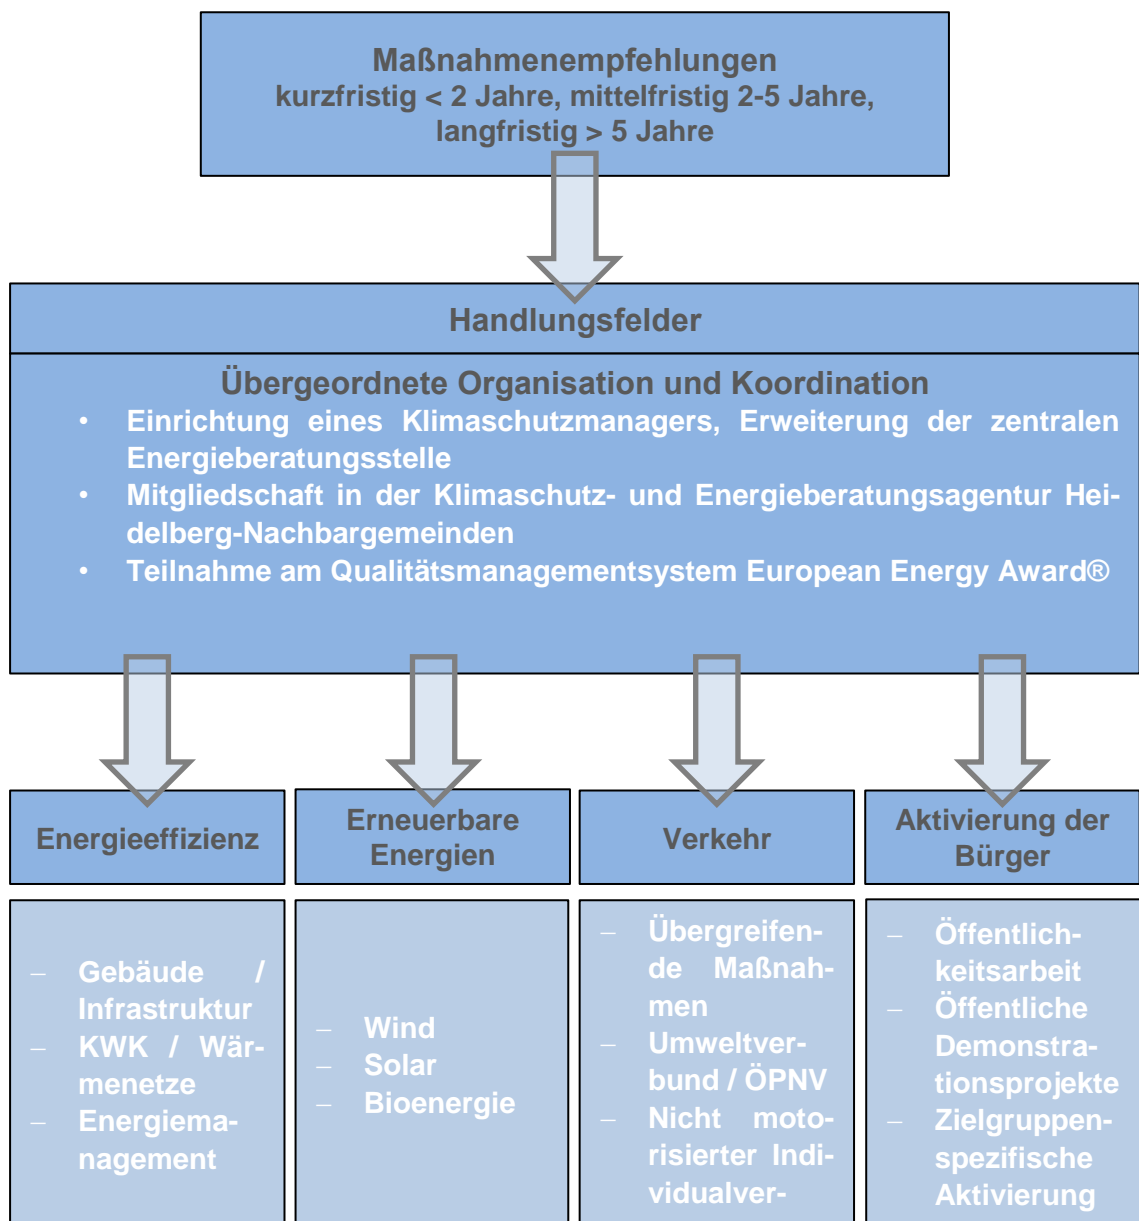 Maßnahmenempfehlungen
kurzfristig < 2 Jahre, mittelfristig 2-5 Jahre,
langfristig > 5 Jahre
Handlungsfelder
Übergeordnete Organisation und Koordination
• Einrichtung eines Klimaschutzmanagers, Erweiterung der zentralen
Energieberatungsstelle
• Mitgliedschaft in der Klimaschutz- und Energieberatungsagentur Hei-
delberg-Nachbargemeinden
• Teilnahme am Qualitätsmanagementsystem European Energy Award®
Energieeffizienz
– Gebäude /
Infrastruktur
– KWK / Wär-
menetze
– Energiema-
nagement
Erneuerbare
Energien
– Wind
– Solar
– Bioenergie
Verkehr
– Übergreifen-
de Maßnah-
men
– Umweltver-
bund / ÖPNV
– Nicht moto-
risierter Indi-
vidualver-
Aktivierung der
Bürger
– Öffentlich-
keitsarbeit
– Öffentliche
Demonstra-
tionsprojekte
– Zielgruppen-
spezifische
Aktivierung